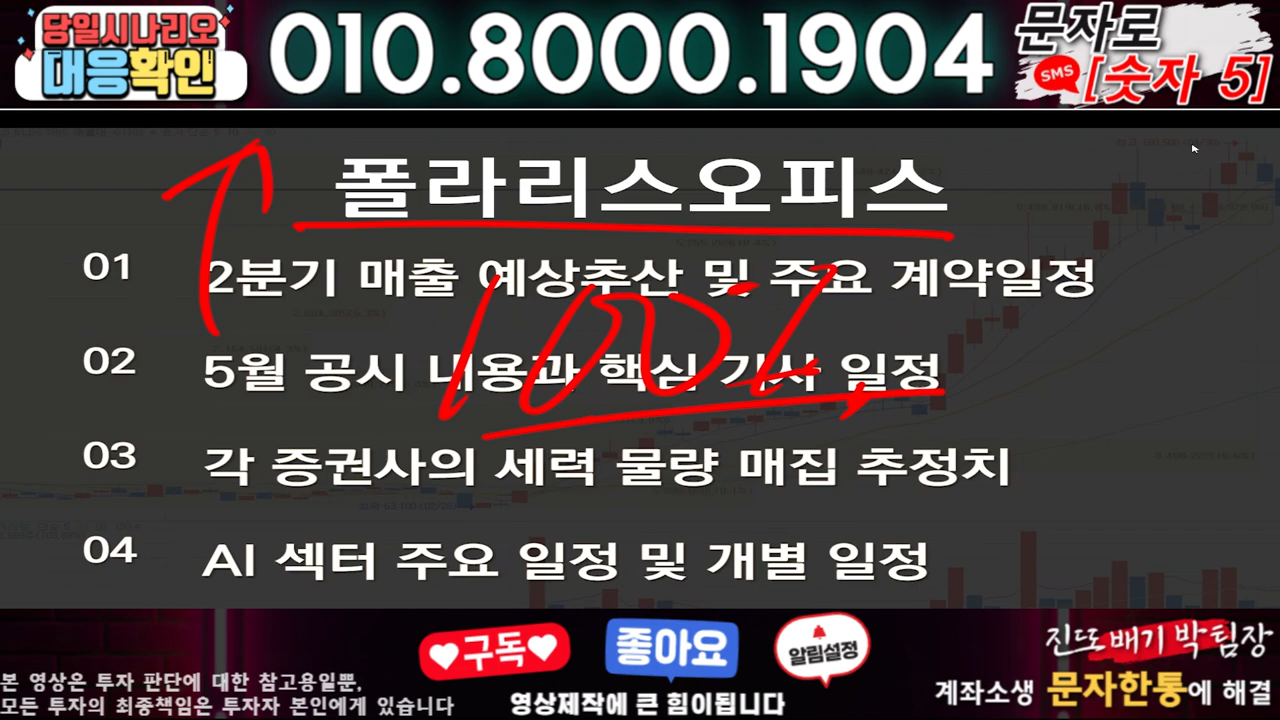 당일시나리오
대응확인
010.8000.1904
문자로
SMS [숫자 5]
폴라리스오피스
01 2분기 매출 예상추산 및 주요 계약일정
100%
02 5월 공시 내용과 핵심 기사 일정
03 각 증권사의 세력 물량 매집 추정치
04 AI 섹터 주요 일정 및 개별 일정
구독
좋아요
알림설정
영상제작에 큰 힘이됩니다
본 영상은 투자 판단에 대한 참고용일뿐,
모든 투자의 최종책임은 투자자 본인에게 있습니다
진또배기 박팀장
계좌소생 문자한통에 해결